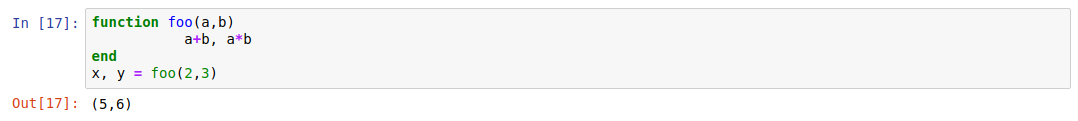 In [17]: function foo(a,b)
a+b, a*b
end
x, y = foo(2,3)
Out[17]: (5,6)